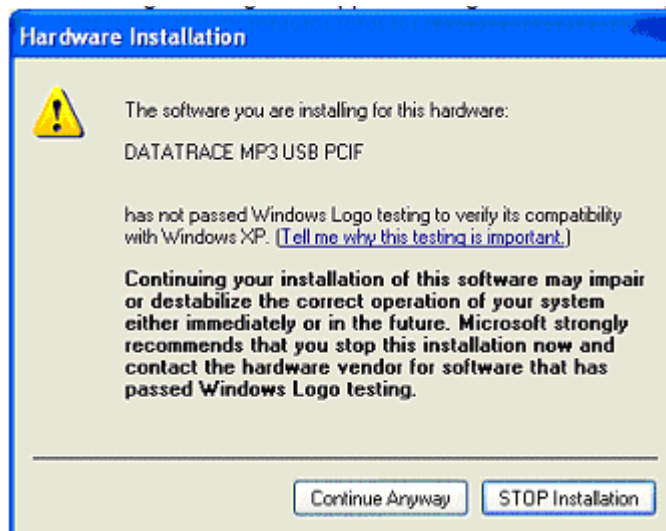 Hardware Installation
The software you are installing for this hardware:
DATATRACE MP3 USB PCIF
has not passed Windows Logo testing to verify its compatibility
with Windows XP. (Tell me why this testing is important.)
Continuing your installation of this software may impair
or destabilize the correct operation of your system
either immediately or in the future. Microsoft strongly
recommends that you stop this installation now and
contact the hardware vendor for software that has
passed Windows Logo testing.
Continue Anyway
STOP Installation